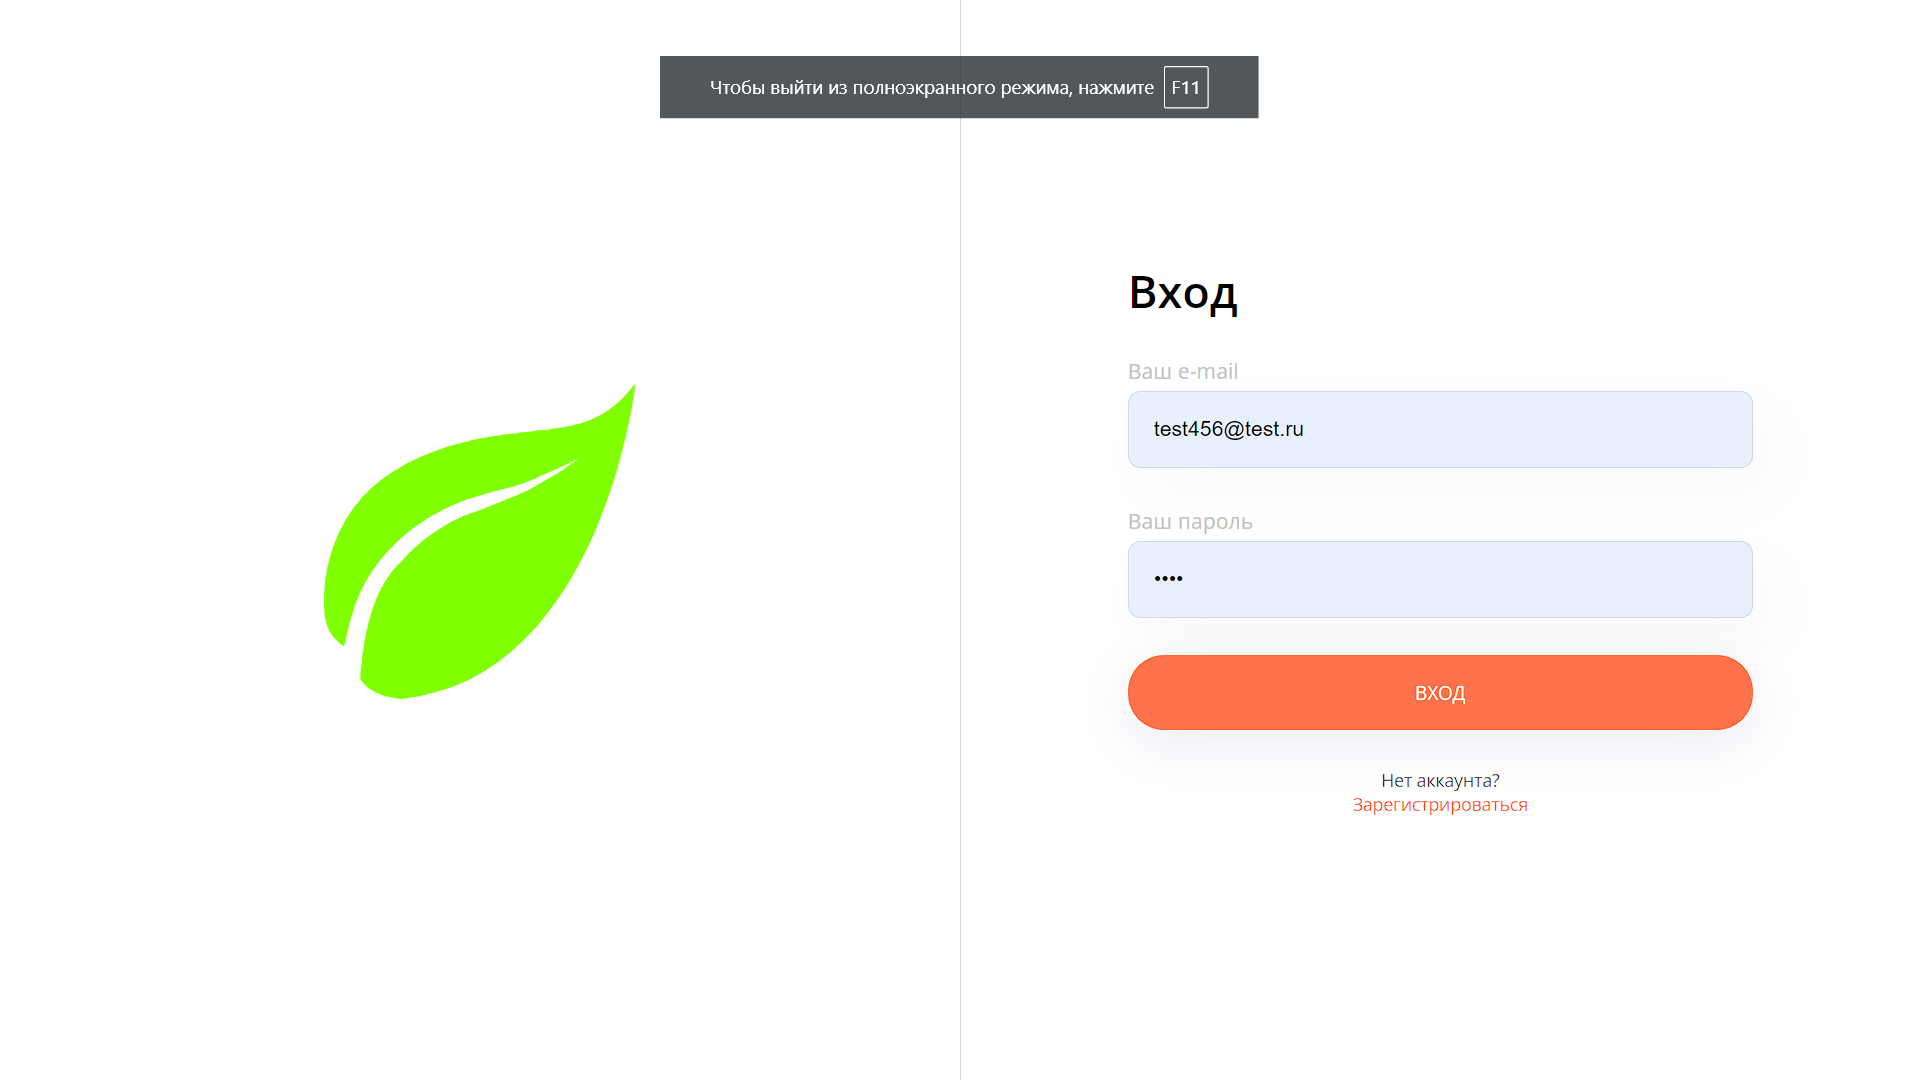 Чтобы выйти из полноэкранного режима, нажмите F11
Вход
Ваш e-mail
test456@test.ru
Ваш пароль
••••
ВХОД
Нет аккаунта?
Зарегистрироваться